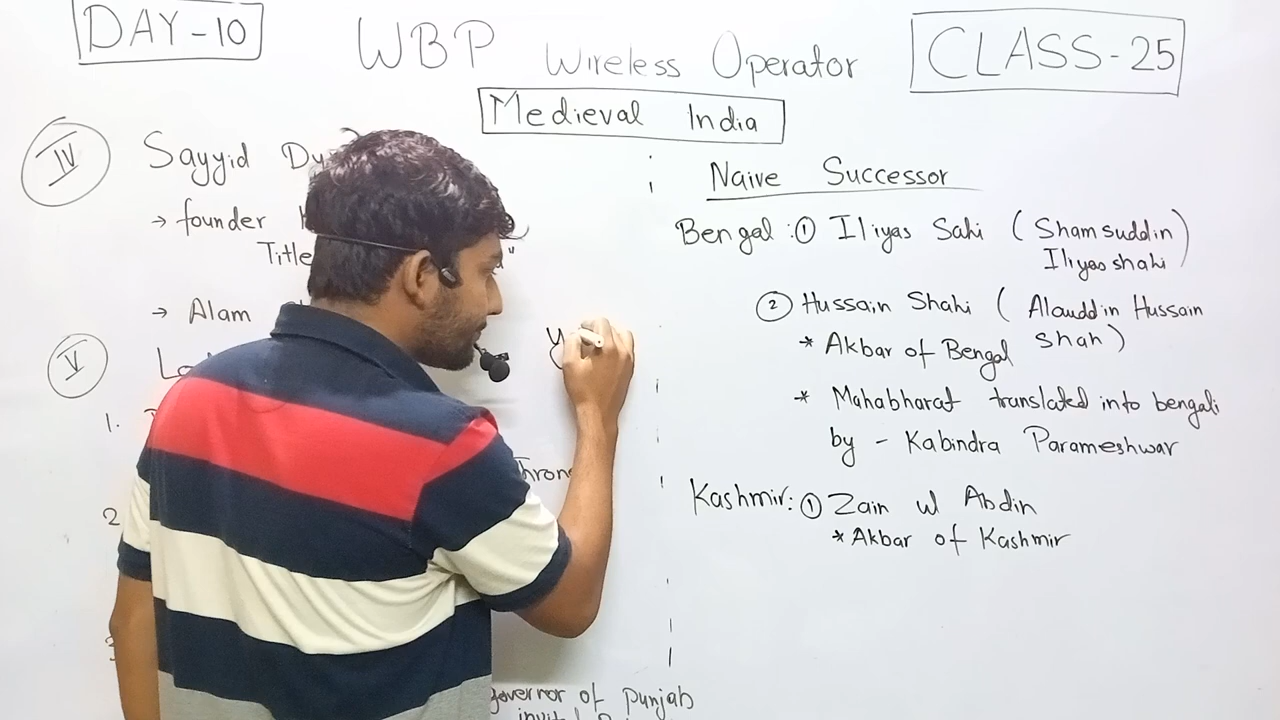 DAY-10
WBP Wireless Operator
CLASS-25
Medieval India
IV Sayyid
→ founder
Title
→ Alam
V
1.
2
3
governor of Punjab
Naive Successor
Bengal : ① Iliyas Sahi ( Shamsuddin
Iliyas shahi )
② Hussain Shahi ( Alauddin Hussain
Shah )
* Akbar of Bengal
* Mahabharat translated into bengali
by - Kabindra Parameshwar
Kashmir: ① Zain ul Abdin
* Akbar of Kashmir